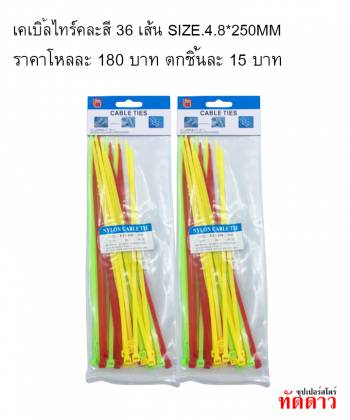 เคเบิ้ลไทร์คละสี 36 เส้น SIZE.4.8*250MM
ราคาโหลละ 180 บาท ตกชิ้นละ 15 บาท
CABLE TIES
CABLE TIES
NYLON CABLE TIE
NYLON CABLE TIE
ซุปเปอร์สโตร์
ทัดดาว